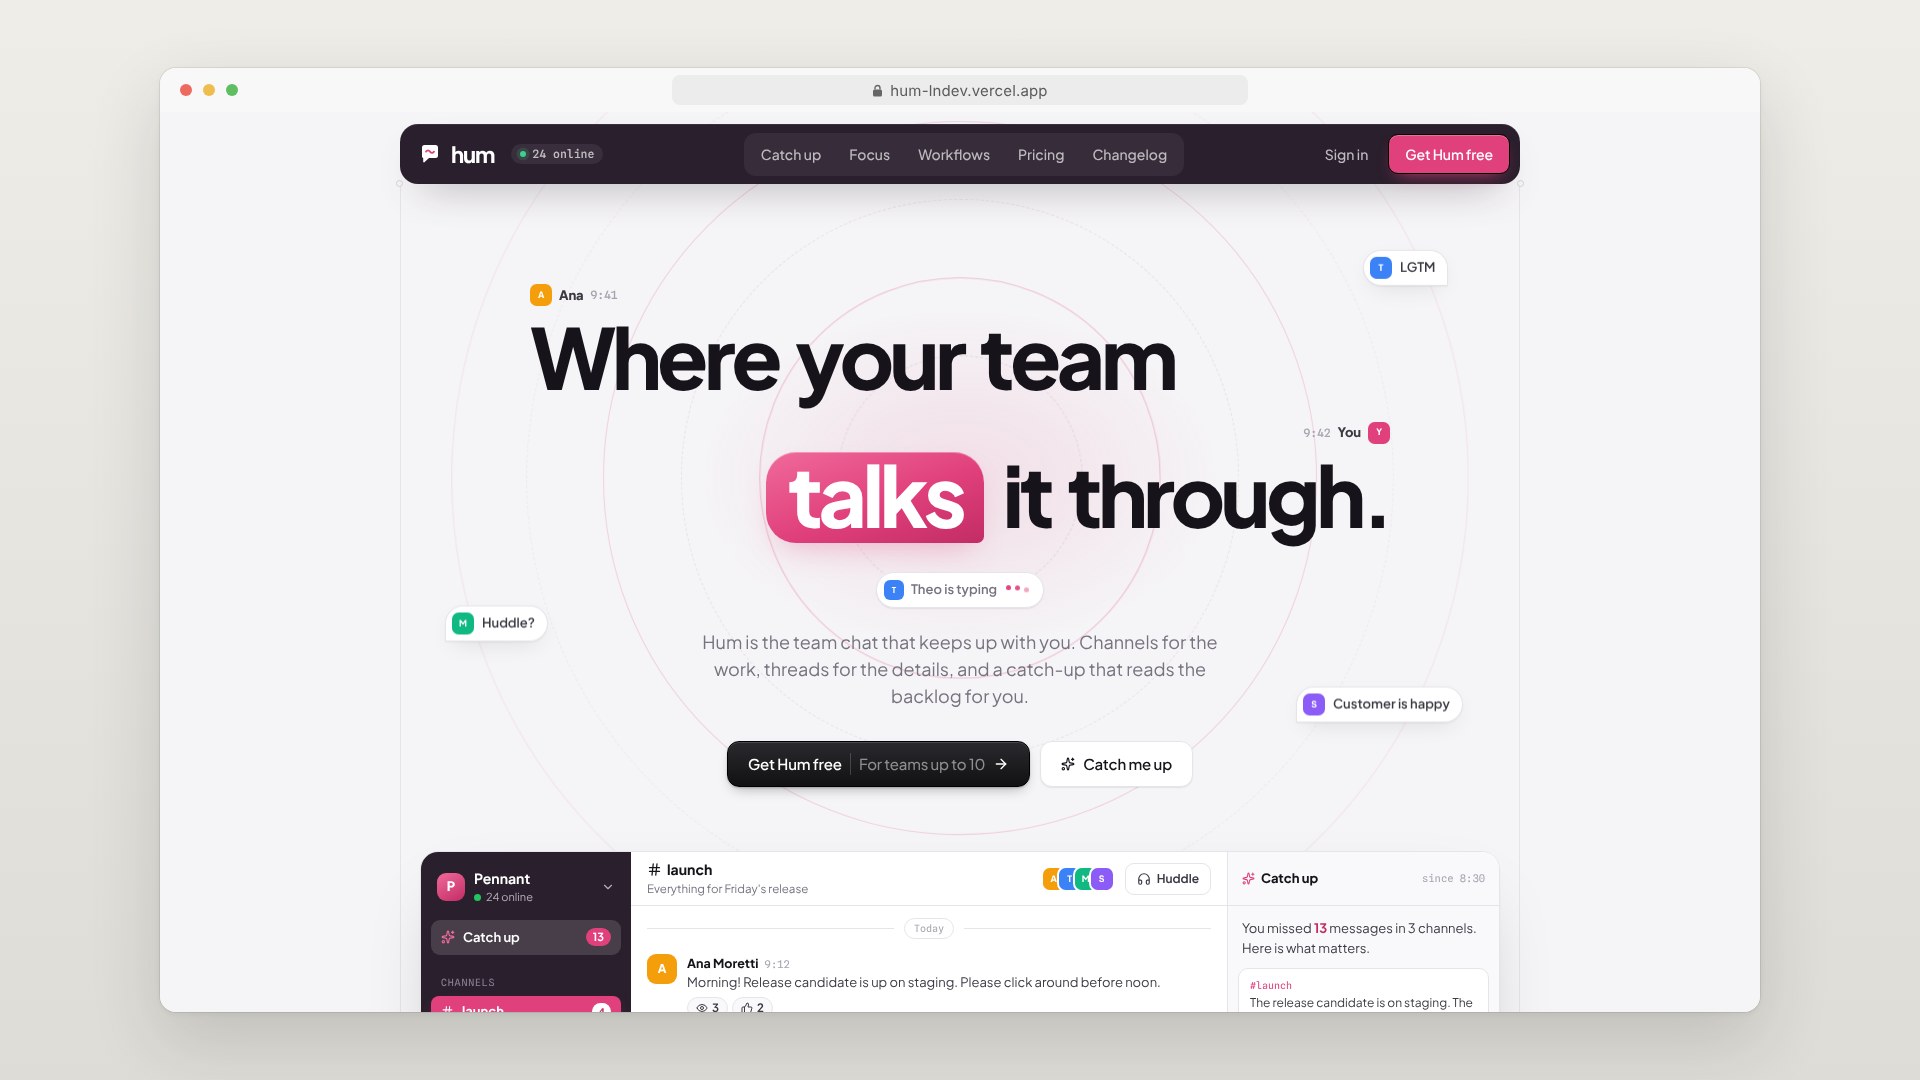 hum-lndev.vercel.app
hum
24 online
Catch up
Focus
Workflows
Pricing
Changelog
Sign in
Get Hum free
T
LGTM
A
Ana 9:41
Where your team
9:42 You
Y
talks it through.
T
Theo is typing
M
Huddle?
Hum is the team chat that keeps up with you. Channels for the
work, threads for the details, and a catch-up that reads the
backlog for you.
S
Customer is happy
Get Hum free
For teams up to 10
Catch me up
P
Pennant
24 online
Catch up
13
CHANNELS
# launch
4
# launch
Everything for Friday's release
A
T
M
S
Huddle
Today
A
Ana Moretti 9:12
Morning! Release candidate is up on staging. Please click around before noon.
3
2
Catch up
since 8:30
You missed 13 messages in 3 channels.
Here is what matters.
#launch
The release candidate is on staging. The